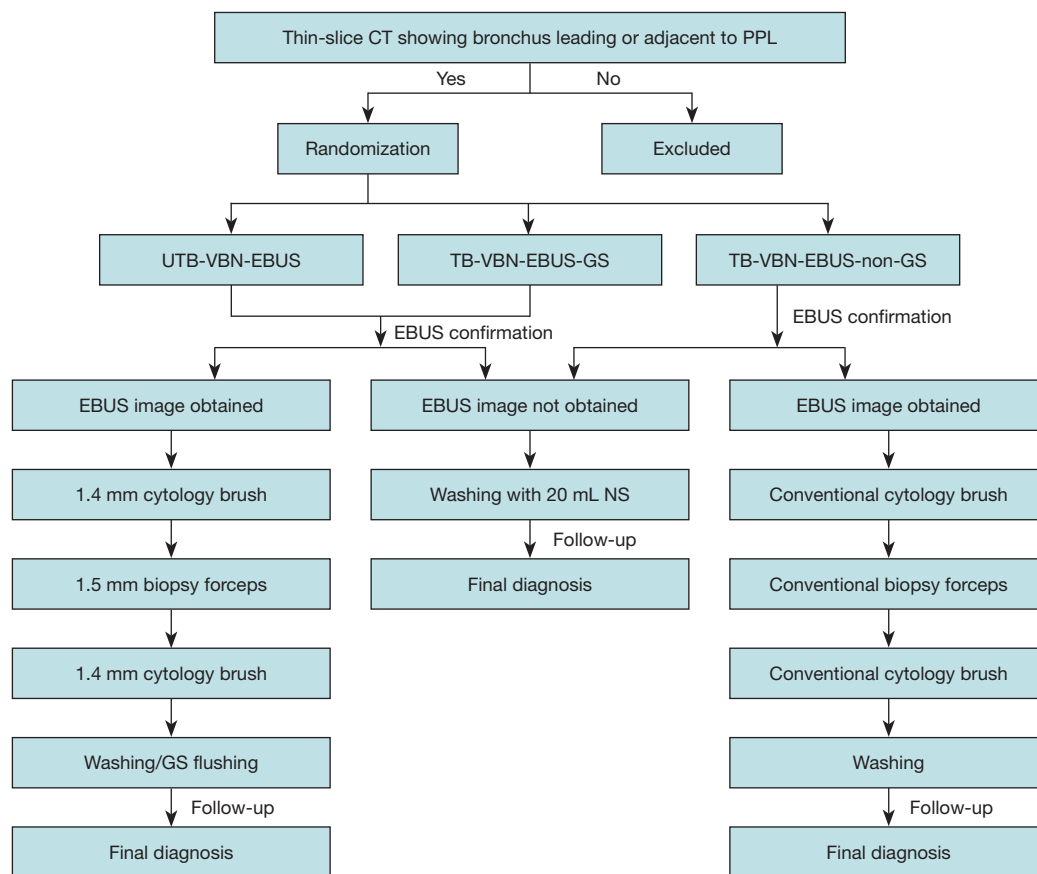 Thin-slice CT showing bronchus leading or adjacent to PPL
Yes
No
Randomization
Excluded
UTB-VBN-EBUS
TB-VBN-EBUS-GS
TB-VBN-EBUS-non-GS
EBUS confirmation
EBUS confirmation
EBUS image obtained
EBUS image not obtained
EBUS image obtained
1.4 mm cytology brush
Washing with 20 mL NS
Conventional cytology brush
Follow-up
1.5 mm biopsy forceps
Final diagnosis
Conventional biopsy forceps
1.4 mm cytology brush
Conventional cytology brush
Washing/GS flushing
Washing
Follow-up
Follow-up
Final diagnosis
Final diagnosis